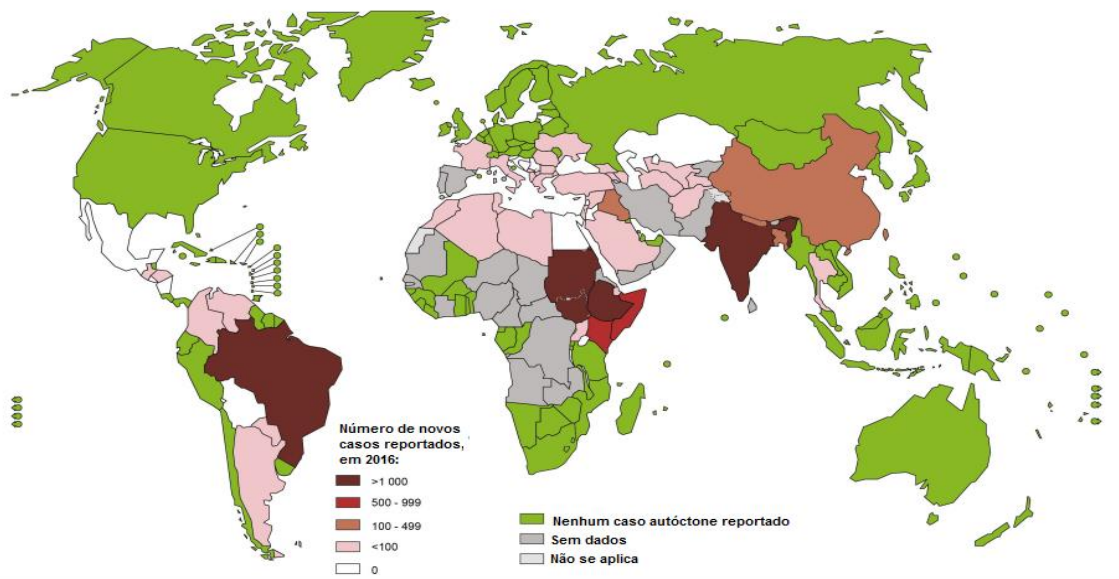 Número de novos
casos reportados,
em 2016:
>1 000
500 - 999
100 - 499
<100
0
Nenhum caso autóctone reportado
Sem dados
Não se aplica